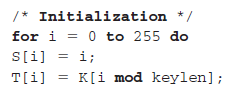 /* Initialization */
for i = 0 to 255 do
S[i] = i;
T[i] = K[i mod keylen];